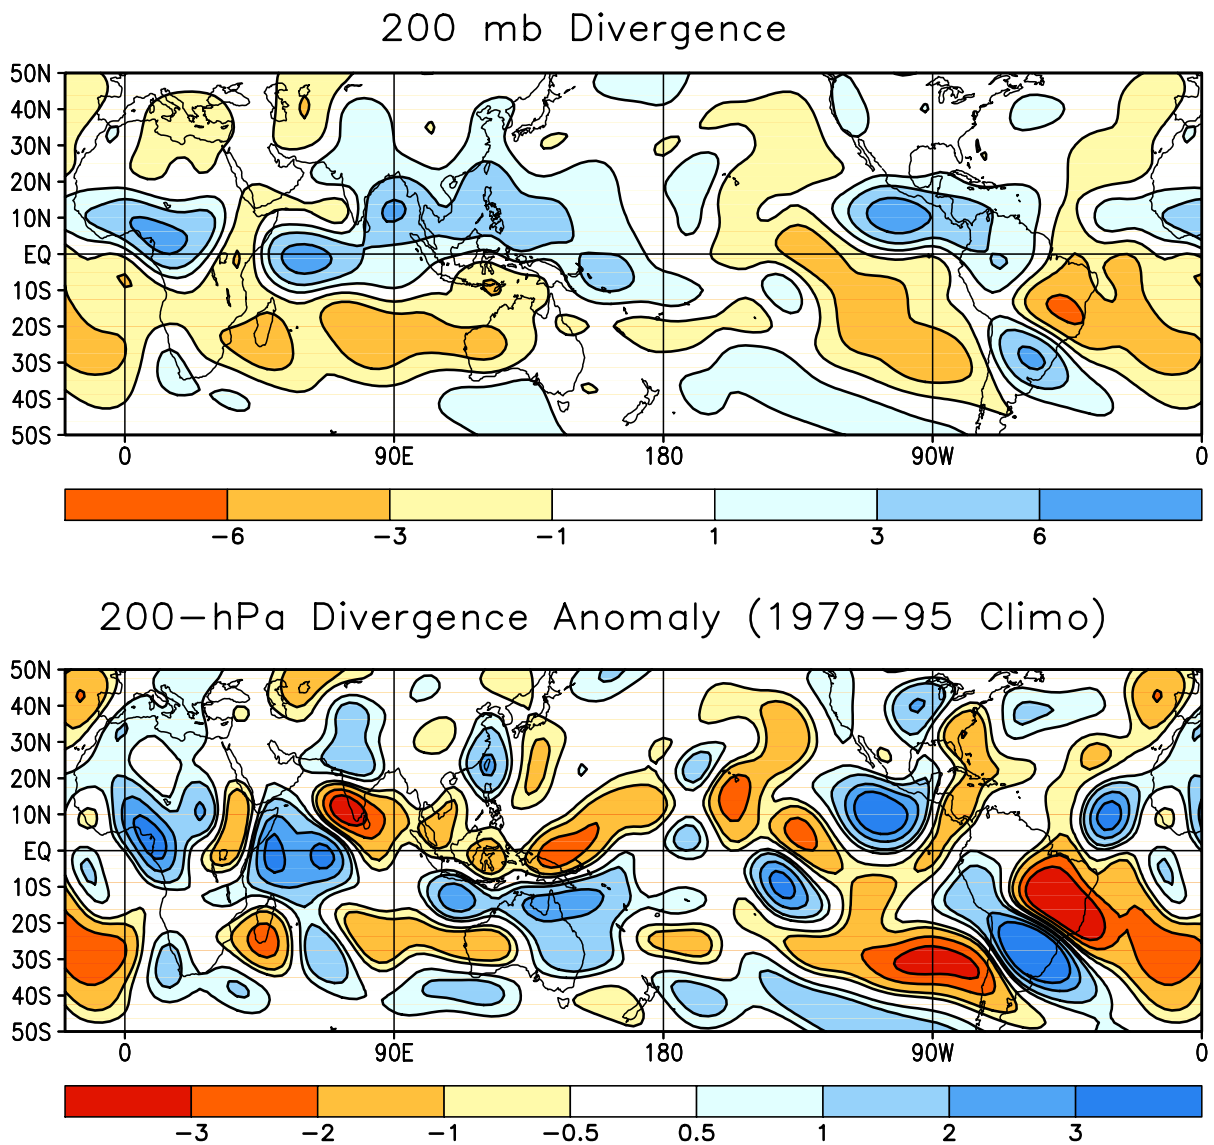 200 mb Divergence
50N
40N
30N
20N
10N
EQ
10S
20S
30S
40S
50S
0 90E 180 90W 0
−6 −3 −1 1 3 6
200−hPa Divergence Anomaly (1979−95 Climo)
50N
40N
30N
20N
10N
EQ
10S
20S
30S
40S
50S
0 90E 180 90W 0
−3 −2 −1 −0.5 0.5 1 2 3